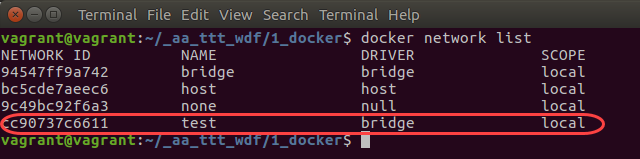 Terminal File Edit View Search Terminal Help
vagrant@vagrant:~/_aa_ttt_wdf/1_docker$ docker network list
NETWORK ID NAME DRIVER SCOPE
94547ff9a742 bridge bridge local
bc5cde7aeec6 host host local
9c49bc92f6a3 none null local
cc90737c6611 test bridge local
vagrant@vagrant:~/_aa_ttt_wdf/1_docker$